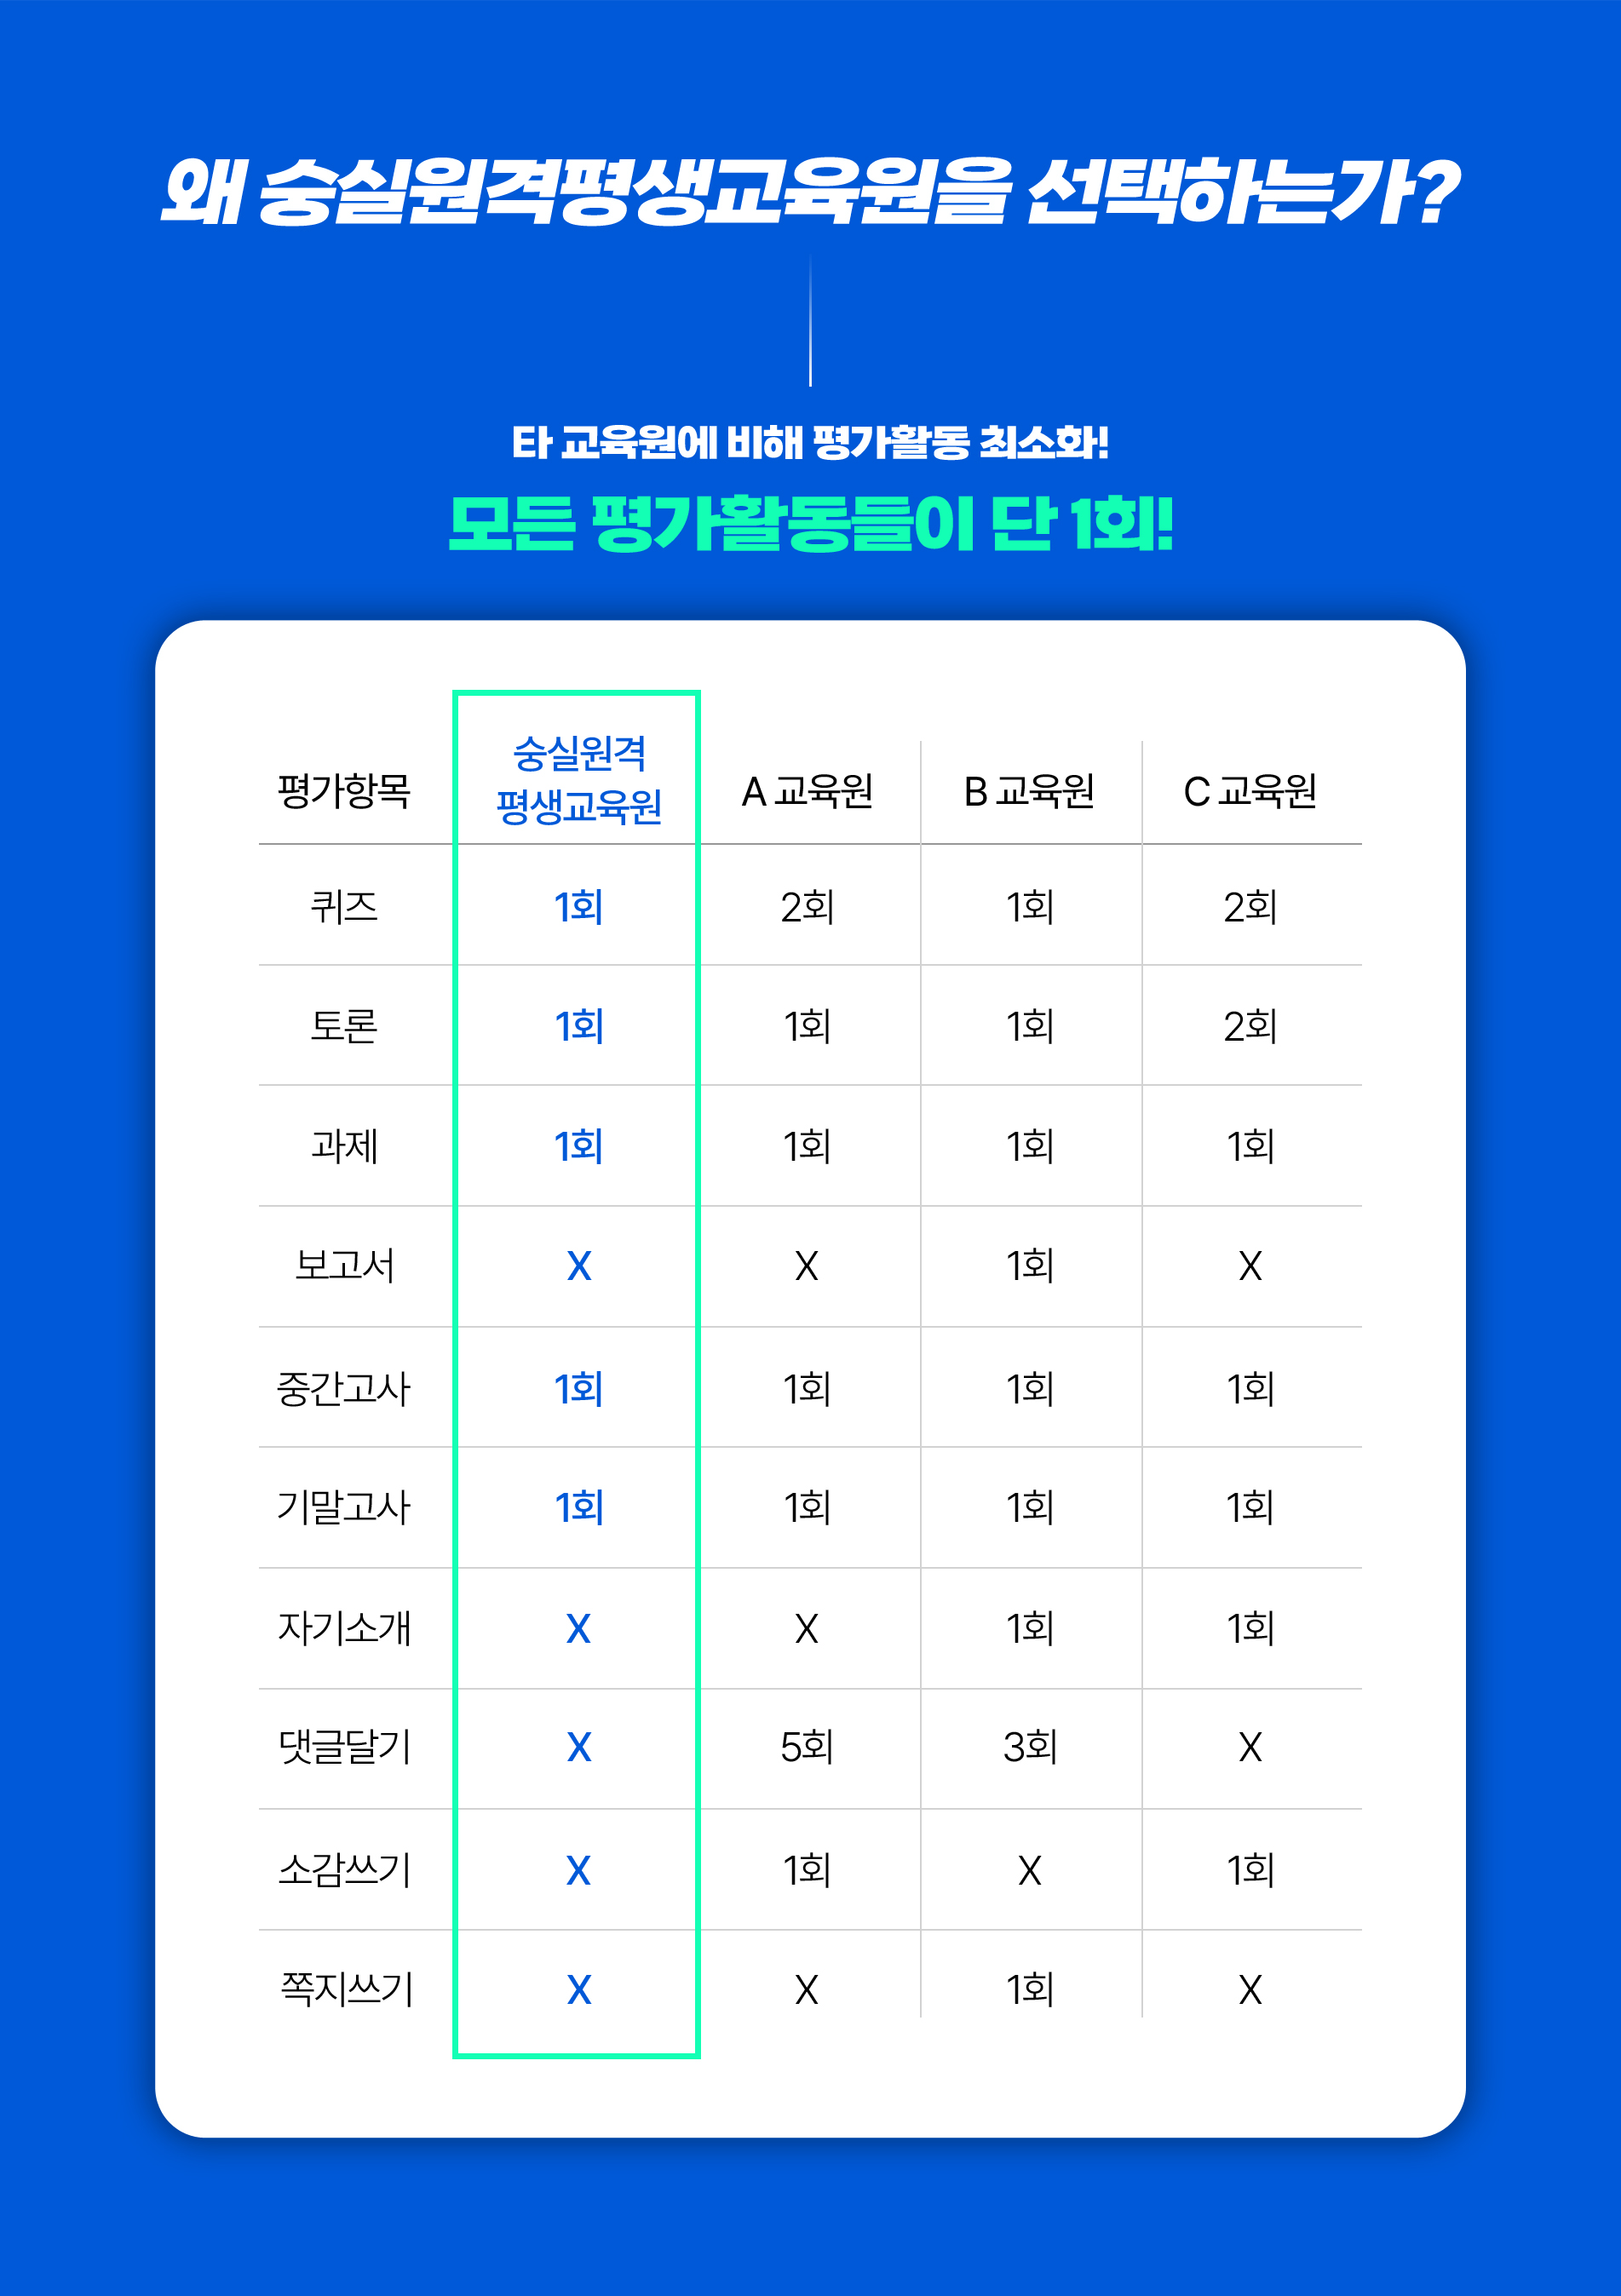 왜 숭실원격평생교육원을 선택하는가?
타 교육원에 비해 평가활동 최소화!
모든 평가활동들이 단 1회!
평가항목 숭실원격 평생교육원 A 교육원 B 교육원 C 교육원
퀴즈 1회 2회 1회 2회
토론 1회 1회 1회 2회
과제 1회 1회 1회 1회
보고서 X X 1회 X
중간고사 1회 1회 1회 1회
기말고사 1회 1회 1회 1회
자기소개 X X 1회 1회
댓글달기 X 5회 3회 X
소감쓰기 X 1회 X 1회
쪽지쓰기 X X 1회 X